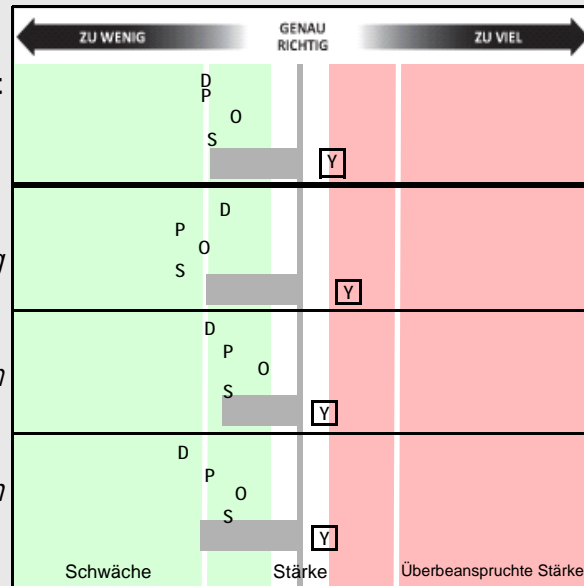 ZU WENIG
GENAU
RICHTIG
ZU VIEL
:
D
P
O
S
Y
D
P
O
g
S
Y
D
P
O
n
S
Y
D
P
O
n
S
Y
Schwäche
Stärke
Überbeanspruchte Stärke